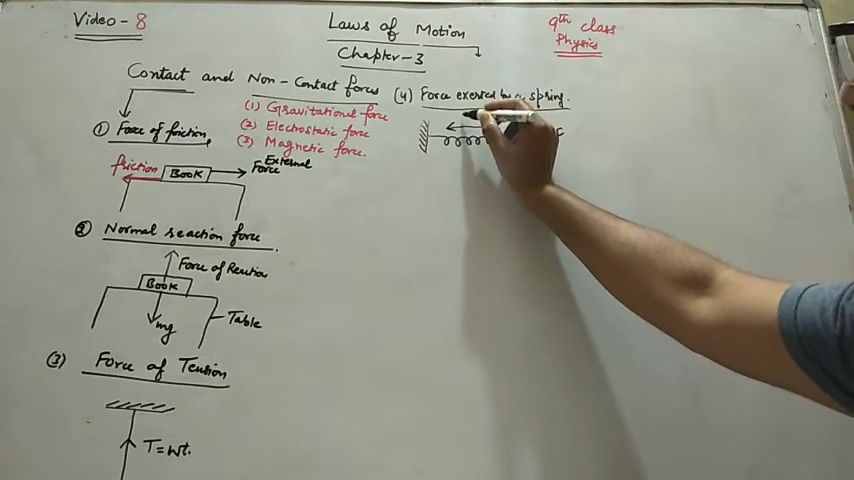 Video - 8
Laws of Motion
Chapter-3
9th class
Physics
Contact and Non-Contact forces
(1) Gravitational force
(2) Electrostatic force
(3) Magnetic force.
① Force of friction
friction
BOOK
External
Force
② Normal reaction force
Force of Reaction
BOOK
mg
Table
(3) Force of Tension
T=wt.
(4) Force exerted by a spring.
F